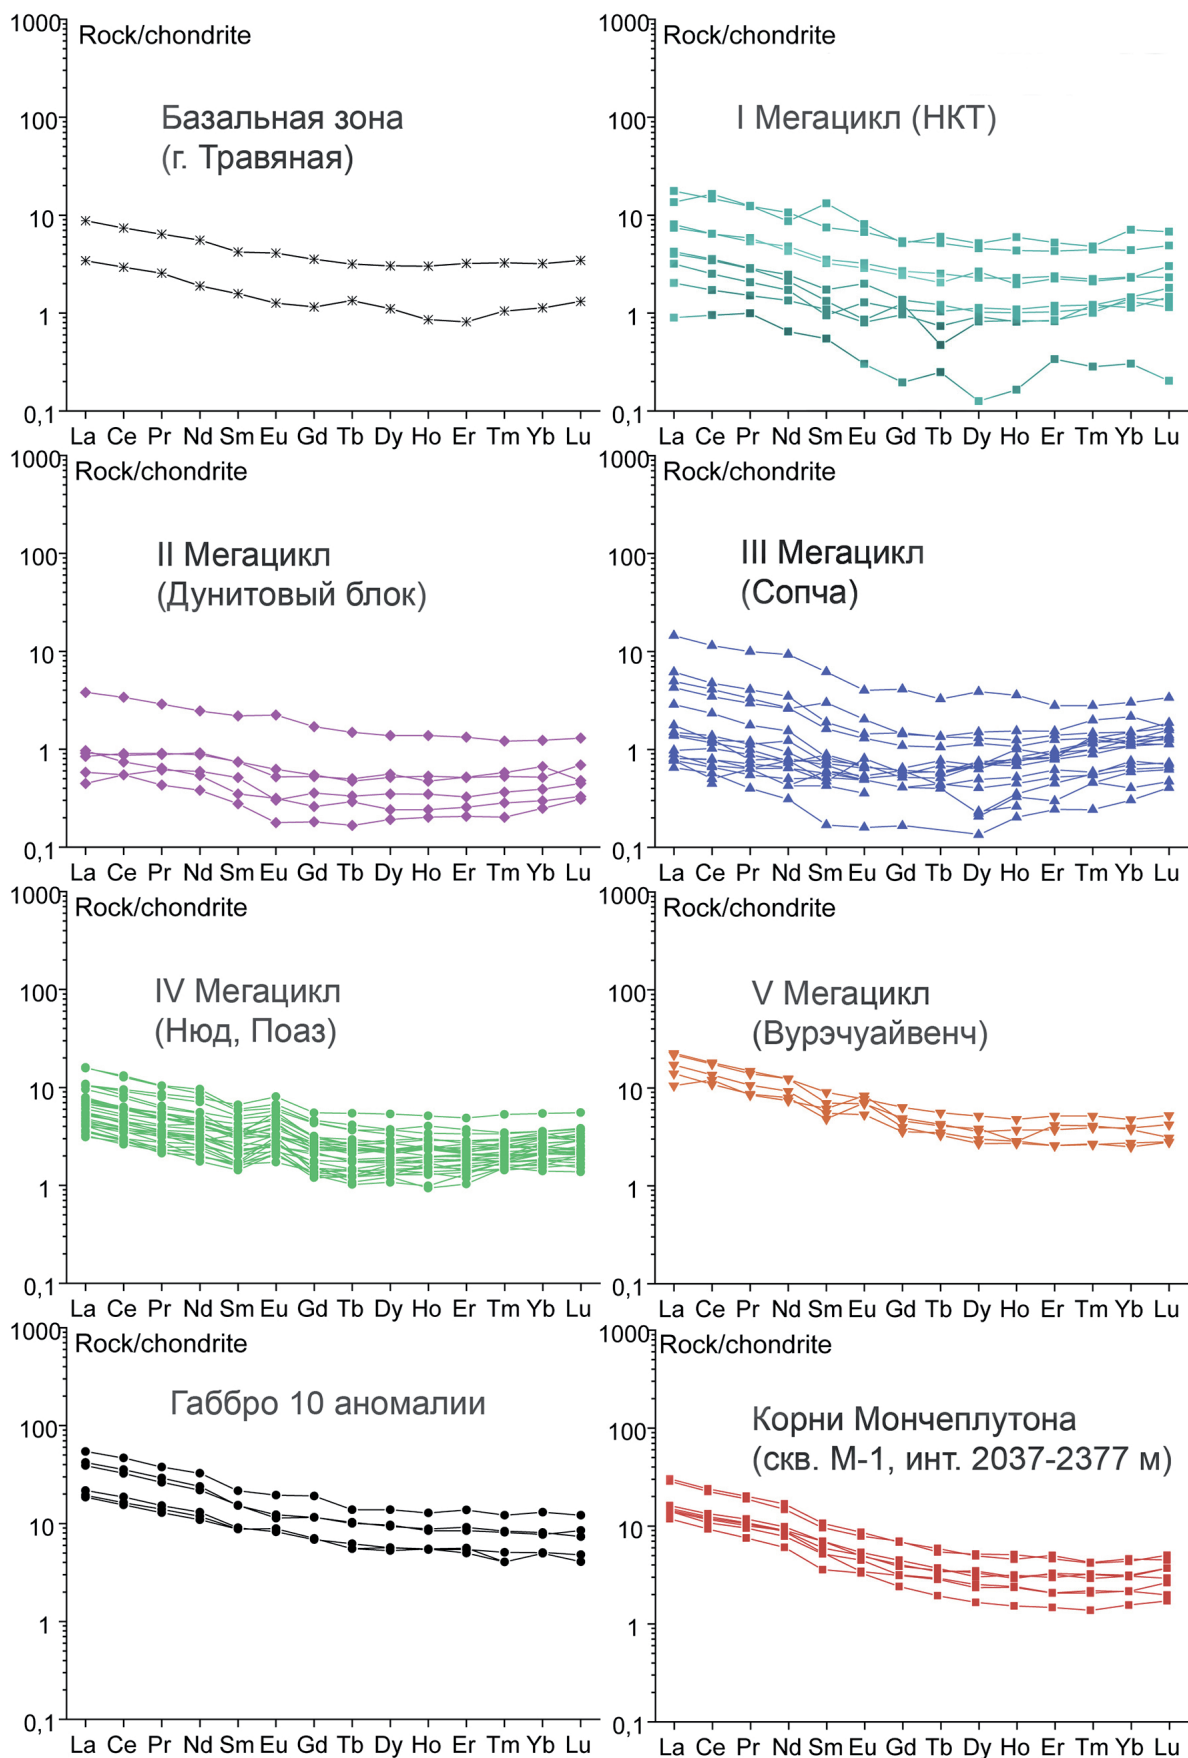 1000
Rock/chondrite
Базальная зона
(г. Травяная)
100
10
1
0,1
La Ce Pr Nd Sm Eu Gd Tb Dy Ho Er Tm Yb Lu
1000
Rock/chondrite
I Мегацикл (НКТ)
100
10
1
0,1
La Ce Pr Nd Sm Eu Gd Tb Dy Ho Er Tm Yb Lu
1000
Rock/chondrite
II Мегацикл
(Дунитовый блок)
100
10
1
0,1
La Ce Pr Nd Sm Eu Gd Tb Dy Ho Er Tm Yb Lu
1000
Rock/chondrite
III Мегацикл
(Сопча)
100
10
1
0,1
La Ce Pr Nd Sm Eu Gd Tb Dy Ho Er Tm Yb Lu
1000
Rock/chondrite
IV Мегацикл
(Нюд, Поаз)
100
10
1
0,1
La Ce Pr Nd Sm Eu Gd Tb Dy Ho Er Tm Yb Lu
1000
Rock/chondrite
V Мегацикл
(Вурэчуайвенч)
100
10
1
0,1
La Ce Pr Nd Sm Eu Gd Tb Dy Ho Er Tm Yb Lu
1000
Rock/chondrite
Габбро 10 аномалии
100
10
1
0,1
La Ce Pr Nd Sm Eu Gd Tb Dy Ho Er Tm Yb Lu
1000
Rock/chondrite
Корни Мончеплутона
(скв. М-1, инт. 2037-2377 м)
100
10
1
0,1
La Ce Pr Nd Sm Eu Gd Tb Dy Ho Er Tm Yb Lu